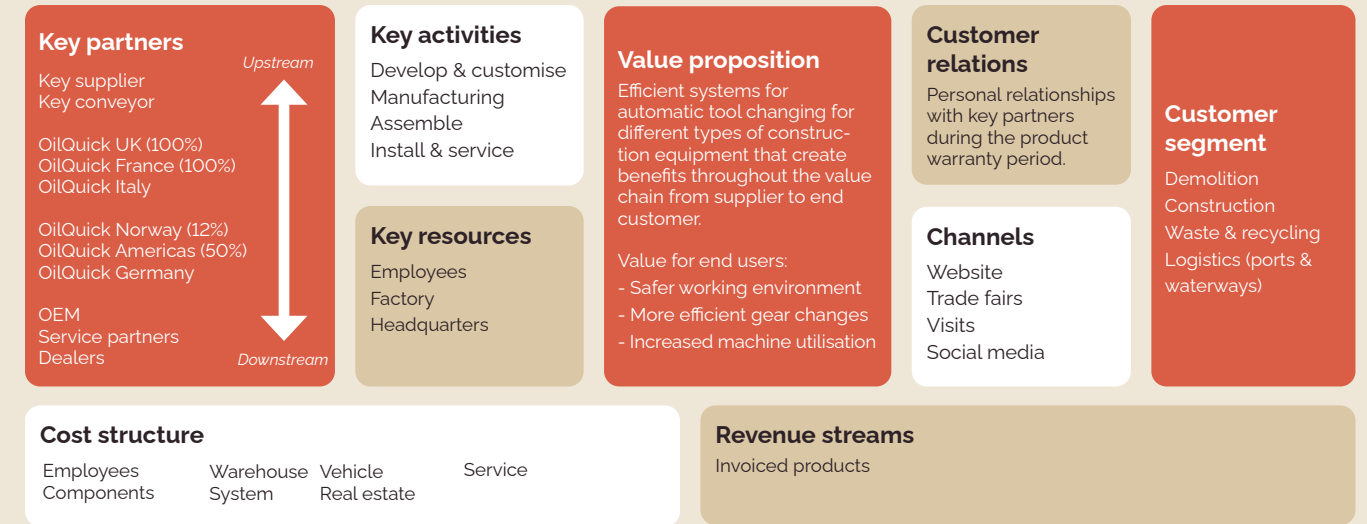 Key partners
Upstream
Key supplier
Key conveyor
OilQuick UK (100%)
OilQuick France (100%)
OilQuick Italy
OilQuick Norway (12%)
OilQuick Americas (50%)
OilQuick Germany
OEM
Service partners
Dealers
Downstream
Key activities
Develop & customise
Manufacturing
Assemble
Install & service
Key resources
Employees
Factory
Headquarters
Value proposition
Efficient systems for
automatic tool changing for
different types of construc-
tion equipment that create
benefits throughout the value
chain from supplier to end
customer.
Value for end users:
- Safer working environment
- More efficient gear changes
- Increased machine utilisation
Customer
relations
Personal relationships
with key partners
during the product
warranty period.
Channels
Website
Trade fairs
Visits
Social media
Customer
segment
Demolition
Construction
Waste & recycling
Logistics (ports &
waterways)
Cost structure
Employees
Components
Warehouse
System
Vehicle
Real estate
Service
Revenue streams
Invoiced products